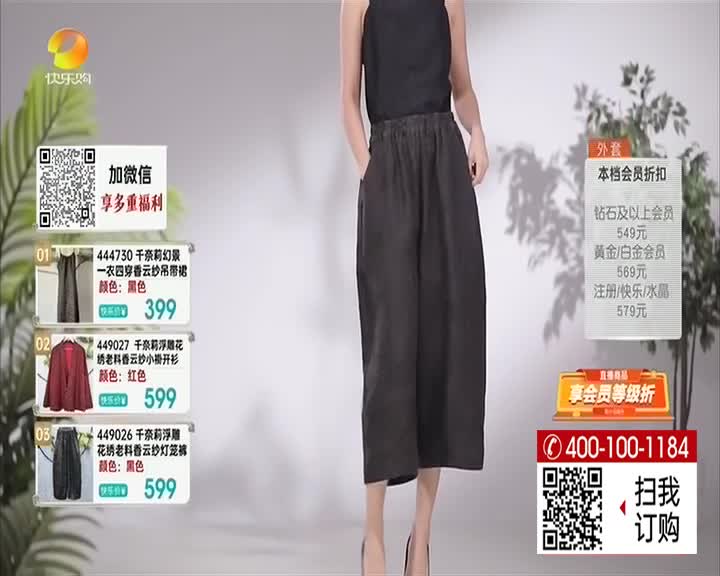 快乐购
加微信
享多重福利
01
444730 千奈莉幻景
一衣四穿香云纱吊带裙
颜色：黑色
快乐价¥ 399
02
449027 千奈莉浮雕花
绣老料香云纱小褂开衫
颜色：红色
快乐价¥ 599
03
449026 千奈莉浮雕
花绣老料香云纱灯笼裤
颜色：黑色
快乐价¥ 599
外套
本档会员折扣
钻石及以上会员
549元
黄金/白金会员
569元
注册/快乐/水晶
579元
直播商品
享会员等级折
400-100-1184
扫我
订购